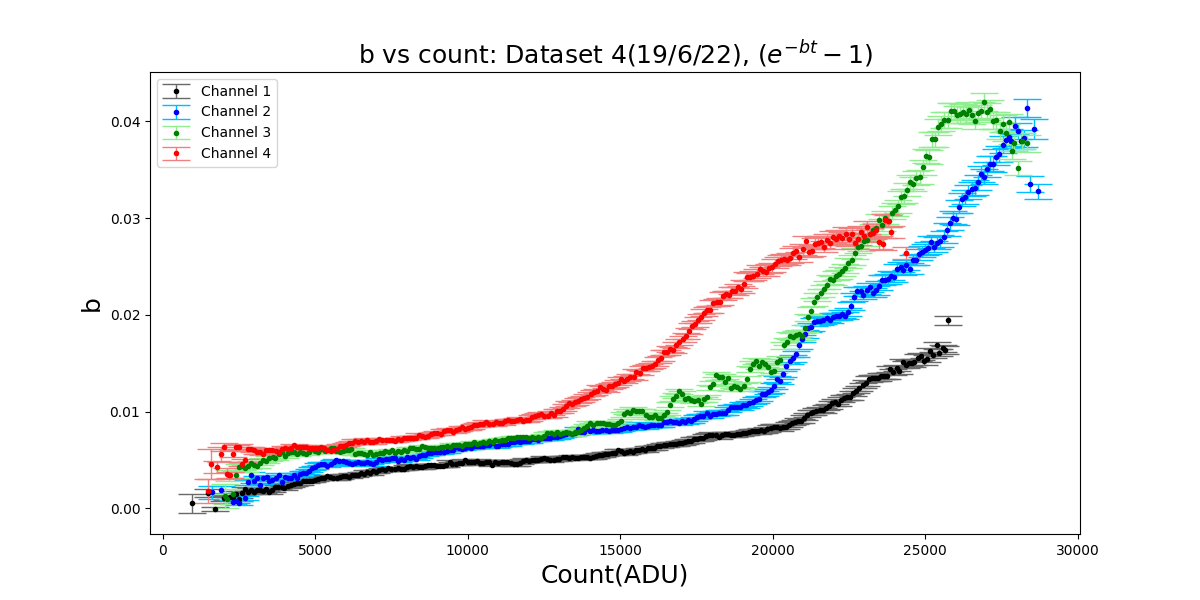 b vs count: Dataset 4(19/6/22), (e^{-bt} − 1)
Channel 1
Channel 2
Channel 3
Channel 4
0.04
0.03
0.02
0.01
0.00
b
0 5000 10000 15000 20000 25000 30000
Count(ADU)